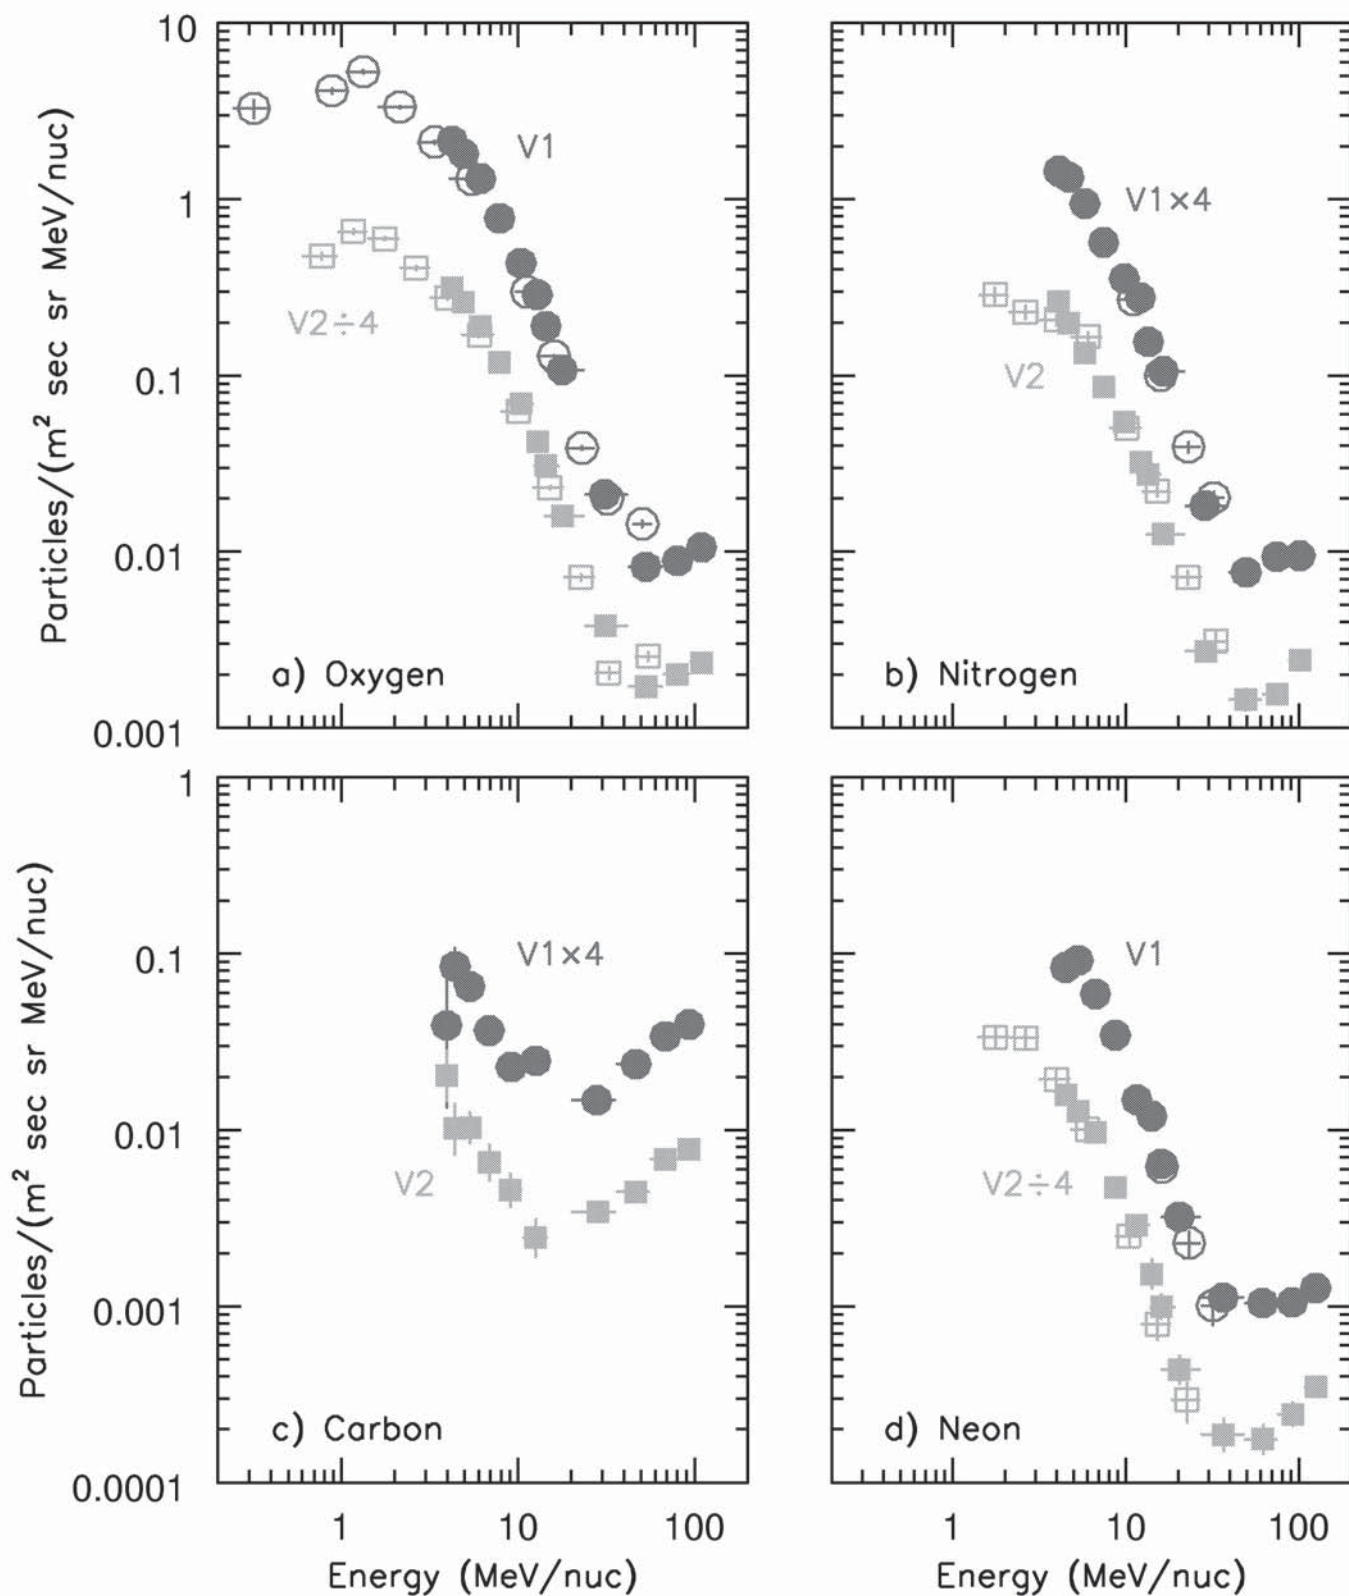 10
1
0.1
0.01
0.001
Particles/(m² sec sr MeV/nuc)
V1
V2÷4
a) Oxygen
V1×4
V2
b) Nitrogen
1
0.1
0.01
0.001
0.0001
Particles/(m² sec sr MeV/nuc)
V1×4
V2
c) Carbon
V1
V2÷4
d) Neon
1 10 100
Energy (MeV/nuc)
1 10 100
Energy (MeV/nuc)